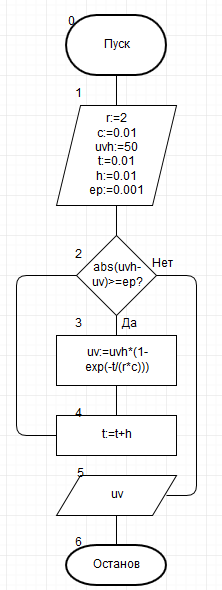 0
Пуск
1
r:=2
c:=0.01
uvh:=50
t:=0.01
h:=0.01
ep:=0.001
2
abs(uvh-
uv)>=ep?
Нет
Да
3
uv:=uvh*(1-
exp(-t/(r*c)))
4
t:=t+h
5
uv
6
Останов